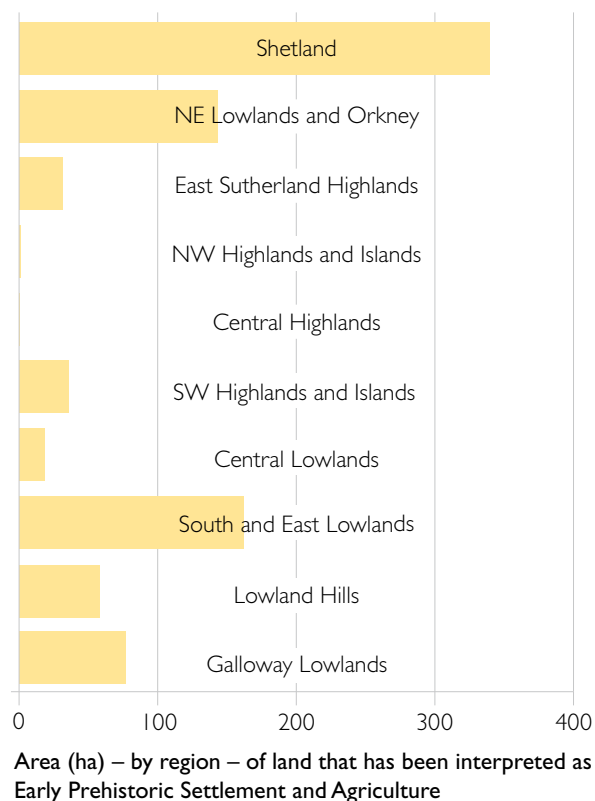 Shetland
NE Lowlands and Orkney
East Sutherland Highlands
NW Highlands and Islands
Central Highlands
SW Highlands and Islands
Central Lowlands
South and East Lowlands
Lowland Hills
Galloway Lowlands
0 100 200 300 400
Area (ha) – by region – of land that has been interpreted as
Early Prehistoric Settlement and Agriculture